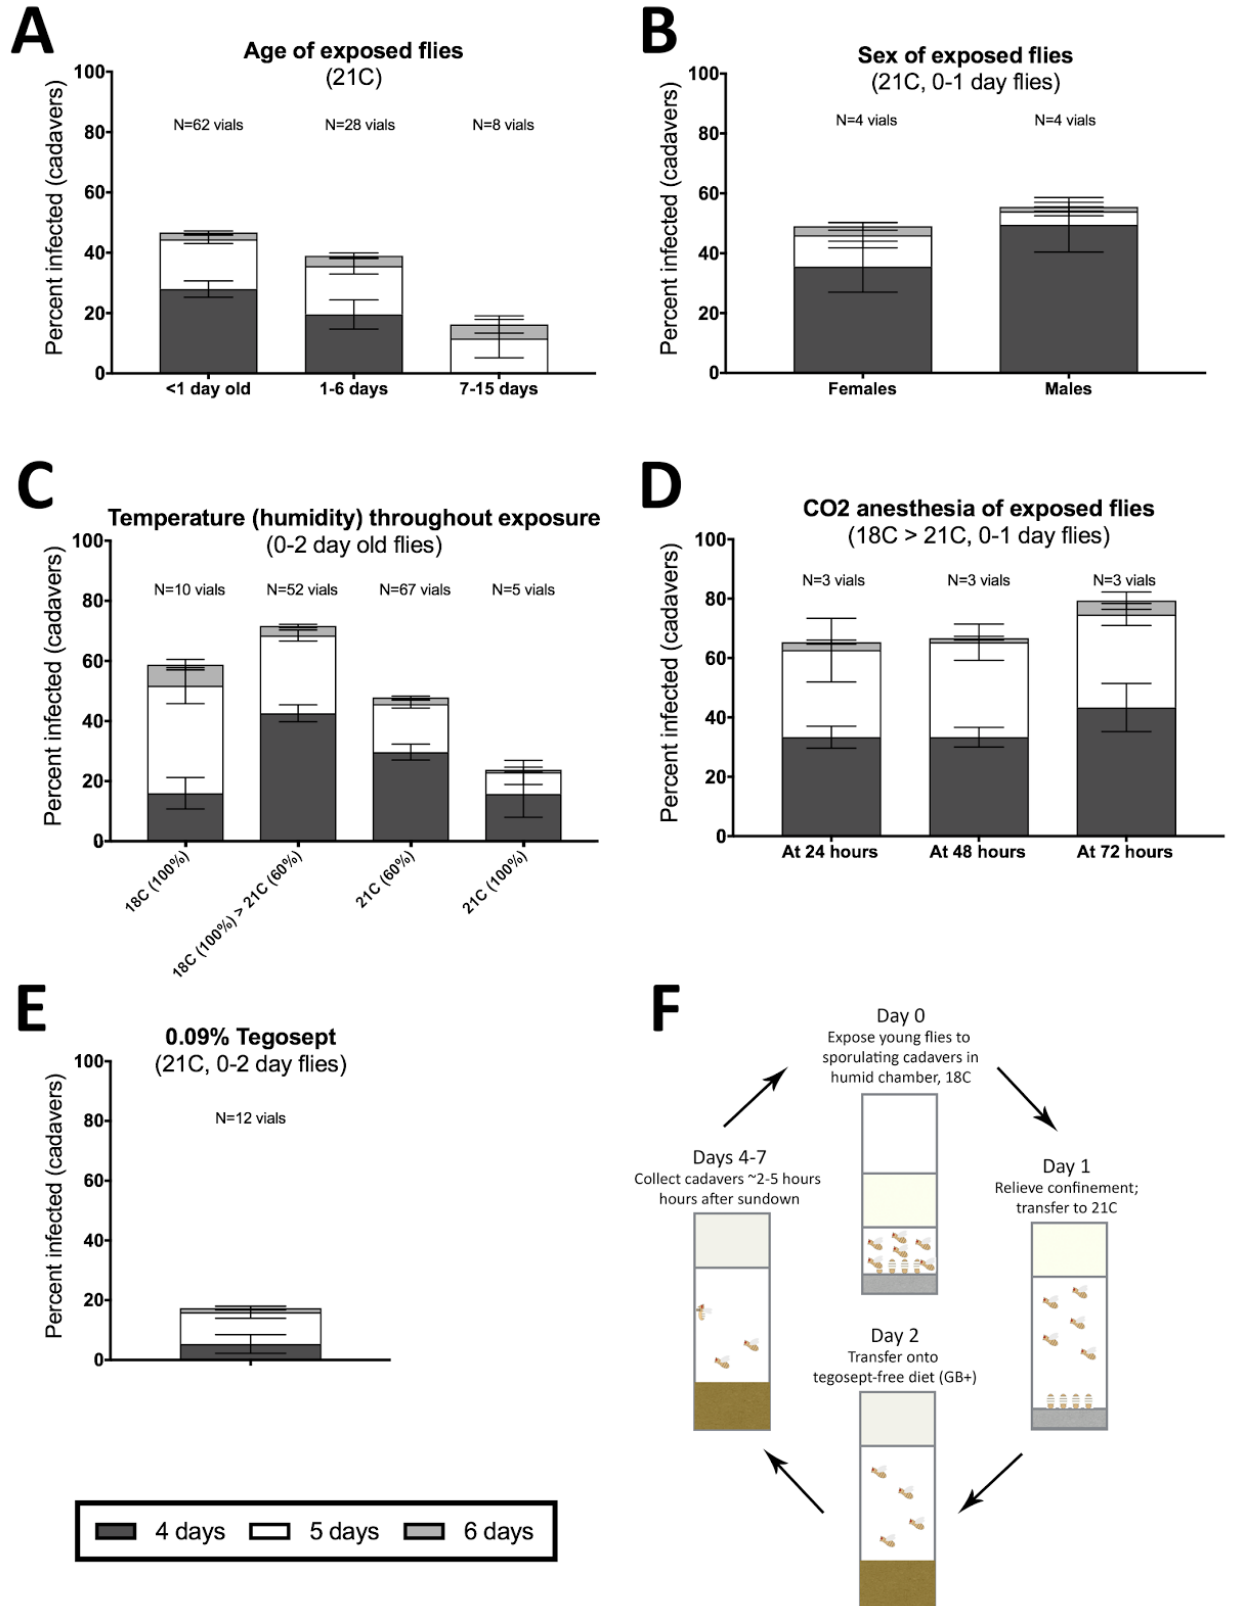 A
Age of exposed flies
(21C)
Percent infected (cadavers)
100
80
60
40
20
0
N=62 vials
N=28 vials
N=8 vials
<1 day old
1-6 days
7-15 days
B
Sex of exposed flies
(21C, 0-1 day flies)
Percent infected (cadavers)
100
80
60
40
20
0
N=4 vials
N=4 vials
Females
Males
C
Temperature (humidity) throughout exposure
(0-2 day old flies)
Percent infected (cadavers)
100
80
60
40
20
0
N=10 vials
N=52 vials
N=67 vials
N=5 vials
18C (100%)
18C (100%) > 21C (60%)
21C (60%)
21C (100%)
D
CO2 anesthesia of exposed flies
(18C > 21C, 0-1 day flies)
Percent infected (cadavers)
100
80
60
40
20
0
N=3 vials
N=3 vials
N=3 vials
At 24 hours
At 48 hours
At 72 hours
E
0.09% Tegosept
(21C, 0-2 day flies)
Percent infected (cadavers)
100
80
60
40
20
0
N=12 vials
4 days
5 days
6 days
F
Day 0
Expose young flies to
sporulating cadavers in
humid chamber, 18C
Day 1
Relieve confinement;
transfer to 21C
Day 2
Transfer onto
tegosept-free diet (GB+)
Days 4-7
Collect cadavers ~2-5 hours
hours after sundown